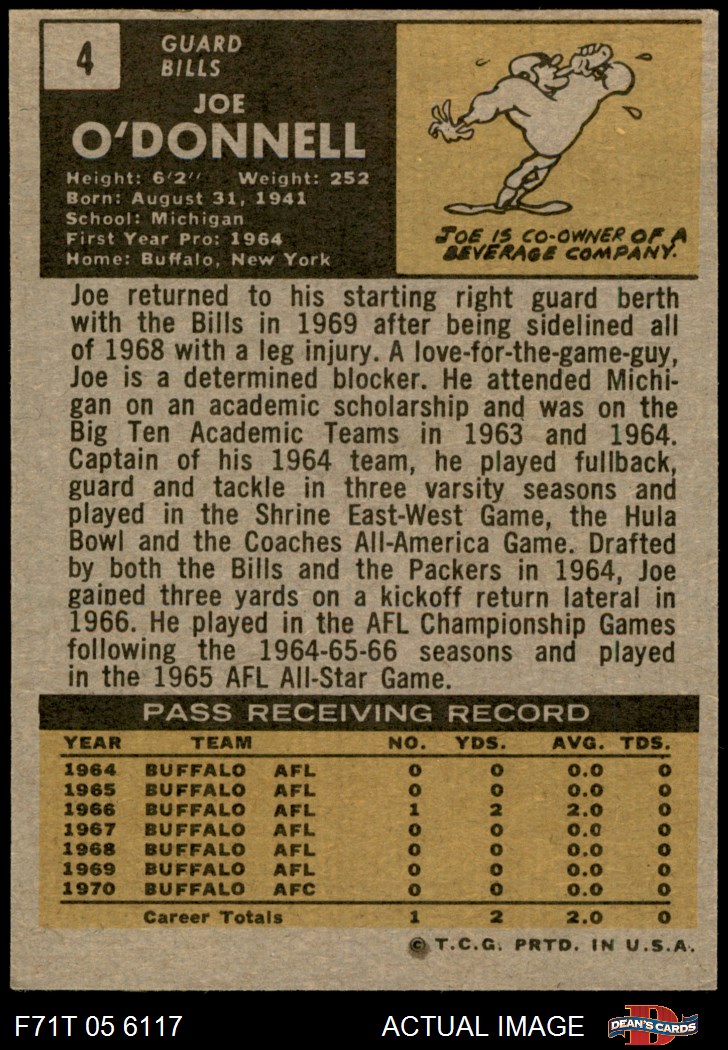 4
GUARD
BILLS
JOE
O'DONNELL
Height: 6'2" Weight: 252
Born: August 31, 1941
School: Michigan
First Year Pro: 1964
Home: Buffalo, New York
JOE IS CO-OWNER OF A
BEVERAGE COMPANY.
Joe returned to his starting right guard berth
with the Bills in 1969 after being sidelined all
of 1968 with a leg injury. A love-for-the-game-guy,
Joe is a determined blocker. He attended Michi-
gan on an academic scholarship and was on the
Big Ten Academic Teams in 1963 and 1964.
Captain of his 1964 team, he played fullback,
guard and tackle in three varsity seasons and
played in the Shrine East-West Game, the Hula
Bowl and the Coaches All-America Game. Drafted
by both the Bills and the Packers in 1964, Joe
gained three yards on a kickoff return lateral in
1966. He played in the AFL Championship Games
following the 1964-65-66 seasons and played
in the 1965 AFL All-Star Game.
PASS RECEIVING RECORD
YEAR TEAM NO. YDS. AVG. TDS.
1964 BUFFALO AFL 0 0 0.0 0
1965 BUFFALO AFL 0 0 0.0 0
1966 BUFFALO AFL 1 2 2.0 0
1967 BUFFALO AFL 0 0 0.0 0
1968 BUFFALO AFL 0 0 0.0 0
1969 BUFFALO AFL 0 0 0.0 0
1970 BUFFALO AFC 0 0 0.0 0
Career Totals 1 2 2.0 0
© T.C.G. PRTD. IN U.S.A.
F71T 05 6117 ACTUAL IMAGE DEAN'S CARDS